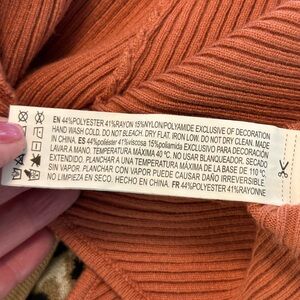 EN 44%POLYESTER 41%RAYON 15%NYLON/POLYAMIDE EXCLUSIVE OF DECORATION
HAND WASH COLD, DO NOT BLEACH. DRY FLAT, IRON LOW, DO NOT DRY CLEAN. MADE
IN CHINA. ES 44%poliéster 41%viscosa 15%poliamida EXCLUSIVO PARA DECORACIÓN
LAVAR A MANO. TEMPERATURA MÁXIMA 40 ºC. NO USAR BLANQUEADOR. SECADO
EXTENDIDO. PLANCHAR A UNA TEMPERATURA MÁXIMA DE LA BASE DE 110 ºC.
PLANCHAR SIN VAPOR PUEDE CAUSAR DAÑO IRREVERSIBLE.
NO LIMPIEZA EN SECO. HECHO EN CHINA. FR 44%POLYESTER 41%RAYONNE